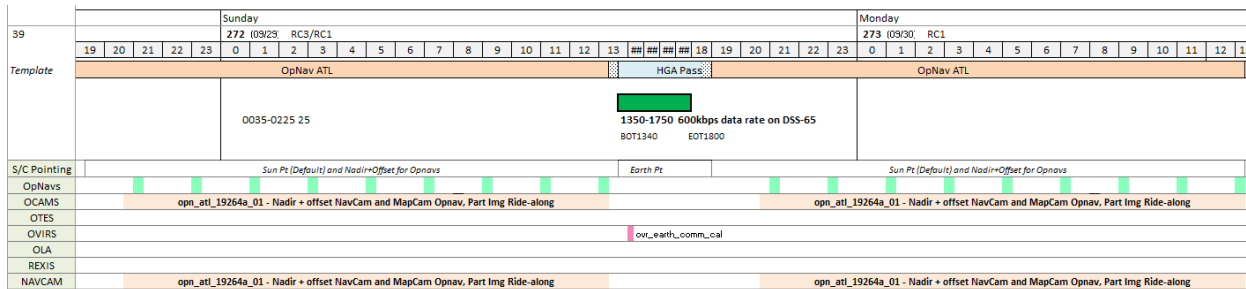 Sunday Monday
39 272 (09/29) RC3/RC1 273 (09/30) RC1
19 20 21 22 23 0 1 2 3 4 5 6 7 8 9 10 11 12 13 ## ## ## ## 18 19 20 21 22 23 0 1 2 3 4 5 6 7 8 9 10 11 12 1
Template OpNav ATL HGA Pass OpNav ATL
0035-0225 25 1350-1750 600kbps data rate on DSS-65
BOT1340 EOT1800
S/C Pointing Sun Pt (Default) and Nadir+Offset for Opnavs Earth Pt Sun Pt (Default) and Nadir+Offset for Opnavs
OpNavs
OCAMS opn_atl_19264a_01 - Nadir + offset NavCam and MapCam Opnav, Part Img Ride-along opn_atl_19264a_01 - Nadir + offset NavCam and MapCam Opnav, Part Img Ride-along
OTES
OVIRS ovr_earth_comm_cal
OLA
REXIS
NAVCAM opn_atl_19264a_01 - Nadir + offset NavCam and MapCam Opnav, Part Img Ride-along opn_atl_19264a_01 - Nadir + offset NavCam and MapCam Opnav, Part Img Ride-along